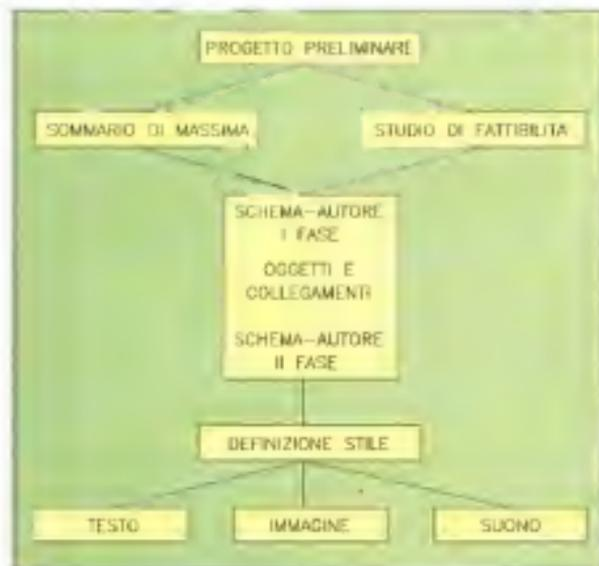 PROGETTO PRELIMINARE
SOMMARIO DI MASSIMA
STUDIO DI FATTIBILITA
SCHEMA-AUTORE
I FASE
OGGETTI E
COLLEGAMENTI
SCHEMA-AUTORE
II FASE
DEFINIZIONE STILE
TESTO
IMMAGINE
SUONO